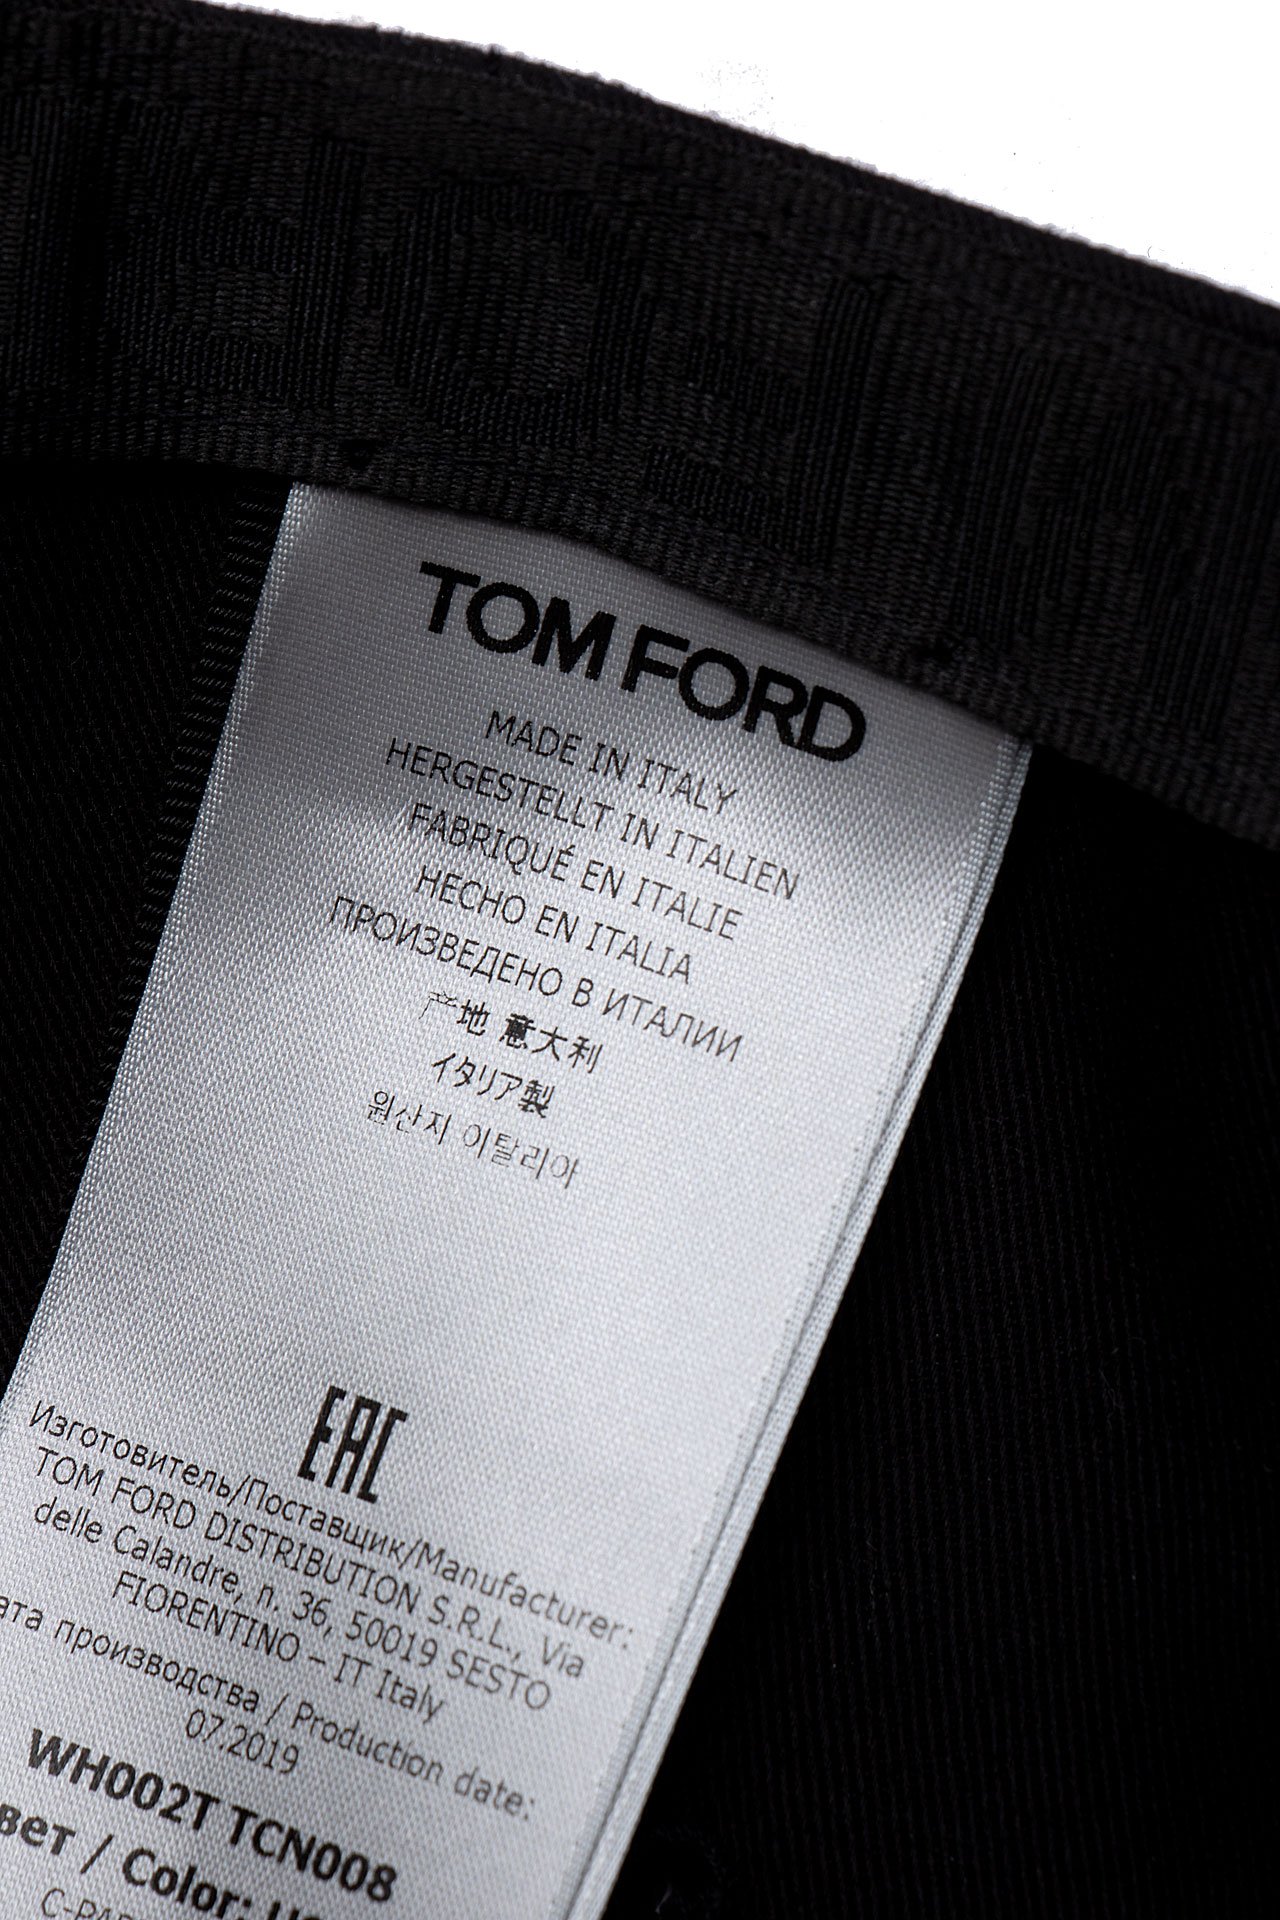 TOM FORD
MADE IN ITALY
HERGESTELLT IN ITALIEN
FABRIQUÉ EN ITALIE
HECHO EN ITALIA
ПРОИЗВЕДЕНО В ИТАЛИИ
产地 意大利
イタリア製
원산지 이탈리아
EAC
Изготовитель/Поставщик/Manufacturer:
TOM FORD DISTRIBUTION S.R.L., Via
delle Calandre, n. 36, 50019 SESTO
FIORENTINO – IT Italy
производства / Production date:
07.2019
WH002T TCN008
/ Color: